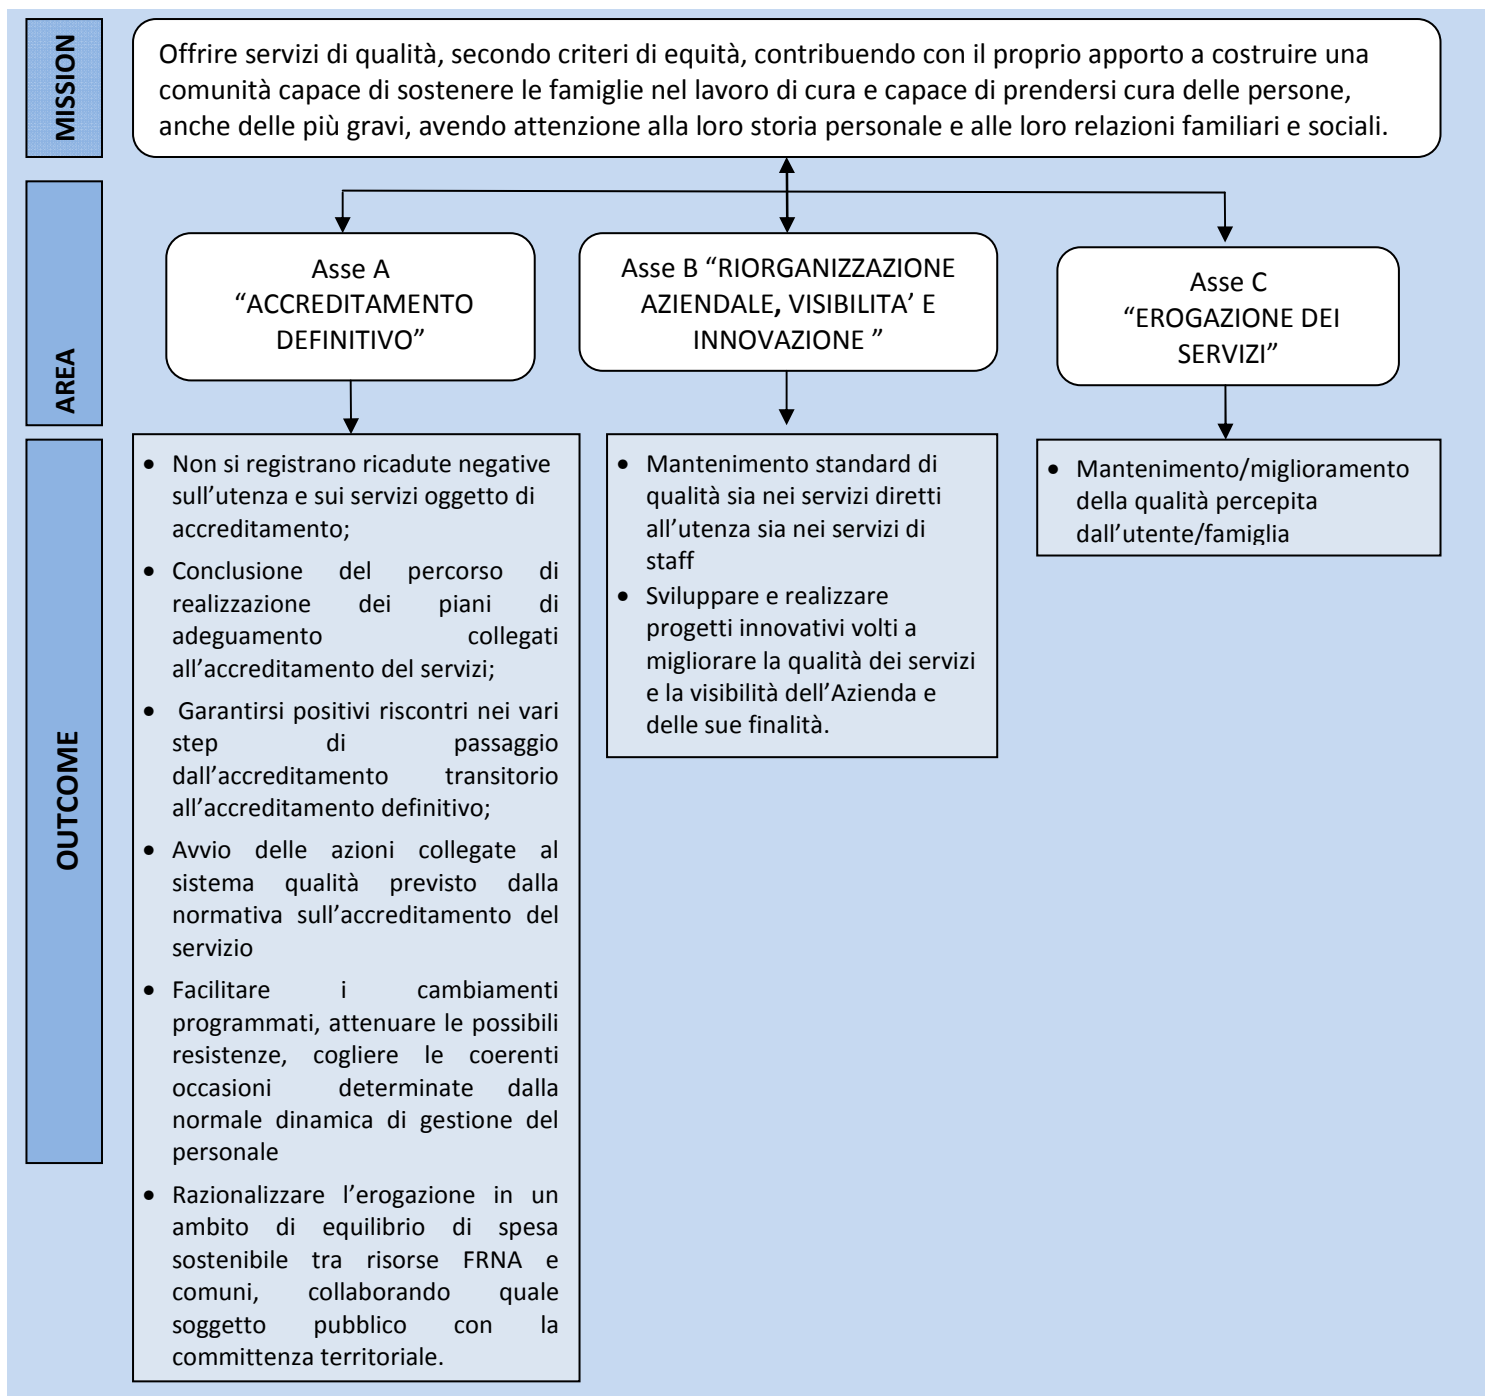 MISSION
Offrire servizi di qualità, secondo criteri di equità, contribuendo con il proprio apporto a costruire una
comunità capace di sostenere le famiglie nel lavoro di cura e capace di prendersi cura delle persone,
anche delle più gravi, avendo attenzione alla loro storia personale e alle loro relazioni familiari e sociali.
AREA
Asse A
“ACCREDITAMENTO
DEFINITIVO”
Asse B “RIORGANIZZAZIONE
AZIENDALE, VISIBILITA’ E
INNOVAZIONE ”
Asse C
“EROGAZIONE DEI
SERVIZI”
OUTCOME
• Non si registrano ricadute negative
sull’utenza e sui servizi oggetto di
accreditamento;
• Conclusione del percorso di
realizzazione dei piani di
adeguamento collegati
all’accreditamento del servizi;
• Garantirsi positivi riscontri nei vari
step di passaggio
dall’accreditamento transitorio
all’accreditamento definitivo;
• Avvio delle azioni collegate al
sistema qualità previsto dalla
normativa sull’accreditamento del
servizio
• Facilitare i cambiamenti
programmati, attenuare le possibili
resistenze, cogliere le coerenti
occasioni determinate dalla
normale dinamica di gestione del
personale
• Razionalizzare l’erogazione in un
ambito di equilibrio di spesa
sostenibile tra risorse FRNA e
comuni, collaborando quale
soggetto pubblico con la
committenza territoriale.
• Mantenimento standard di
qualità sia nei servizi diretti
all’utenza sia nei servizi di
staff
• Sviluppare e realizzare
progetti innovativi volti a
migliorare la qualità dei servizi
e la visibilità dell’Azienda e
delle sue finalità.
• Mantenimento/miglioramento
della qualità percepita
dall’utente/famiglia